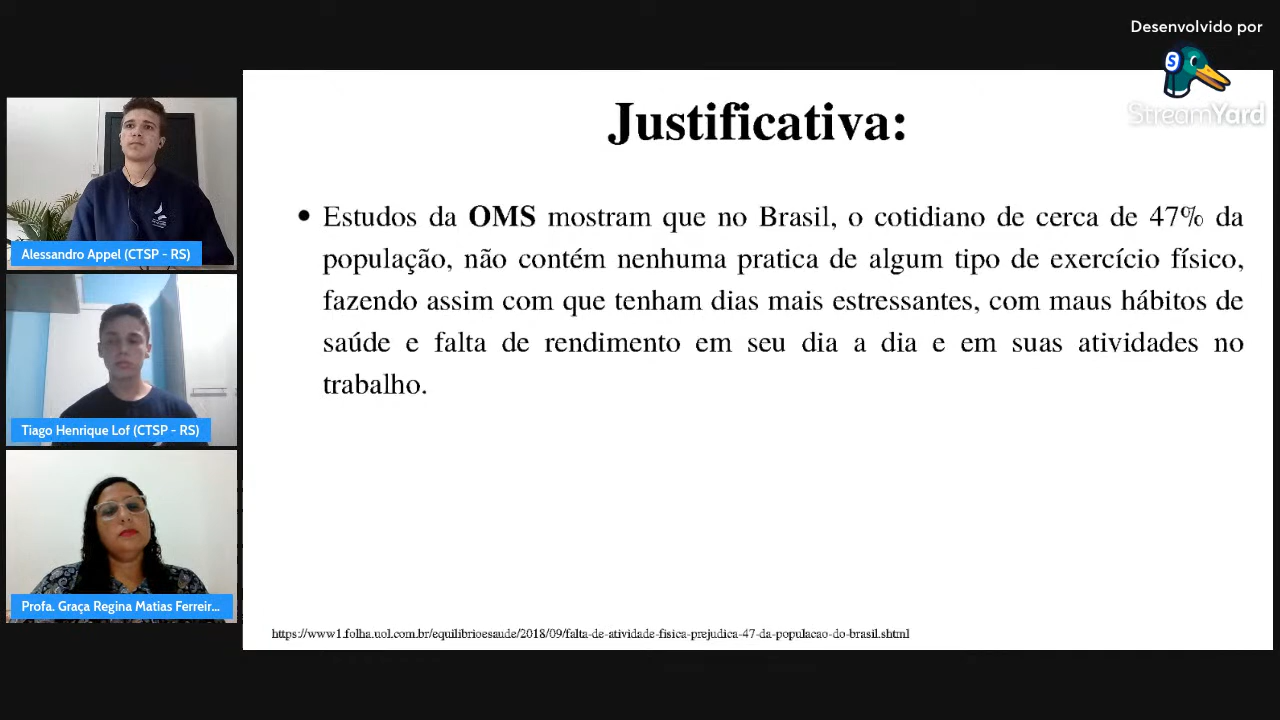 Desenvolvido por
StreamYard
Justificativa:
• Estudos da OMS mostram que no Brasil, o cotidiano de cerca de 47% da
população, não contém nenhuma pratica de algum tipo de exercício físico,
fazendo assim com que tenham dias mais estressantes, com maus hábitos de
saúde e falta de rendimento em seu dia a dia e em suas atividades no
trabalho.
https://www1.folha.uol.com.br/equilibrioesaude/2018/09/falta-de-atividade-fisica-prejudica-47-da-populacao-do-brasil.shtml
Alessandro Appel (CTSP - RS)
Tiago Henrique Lof (CTSP - RS)
Profa. Graça Regina Matias Ferreir...